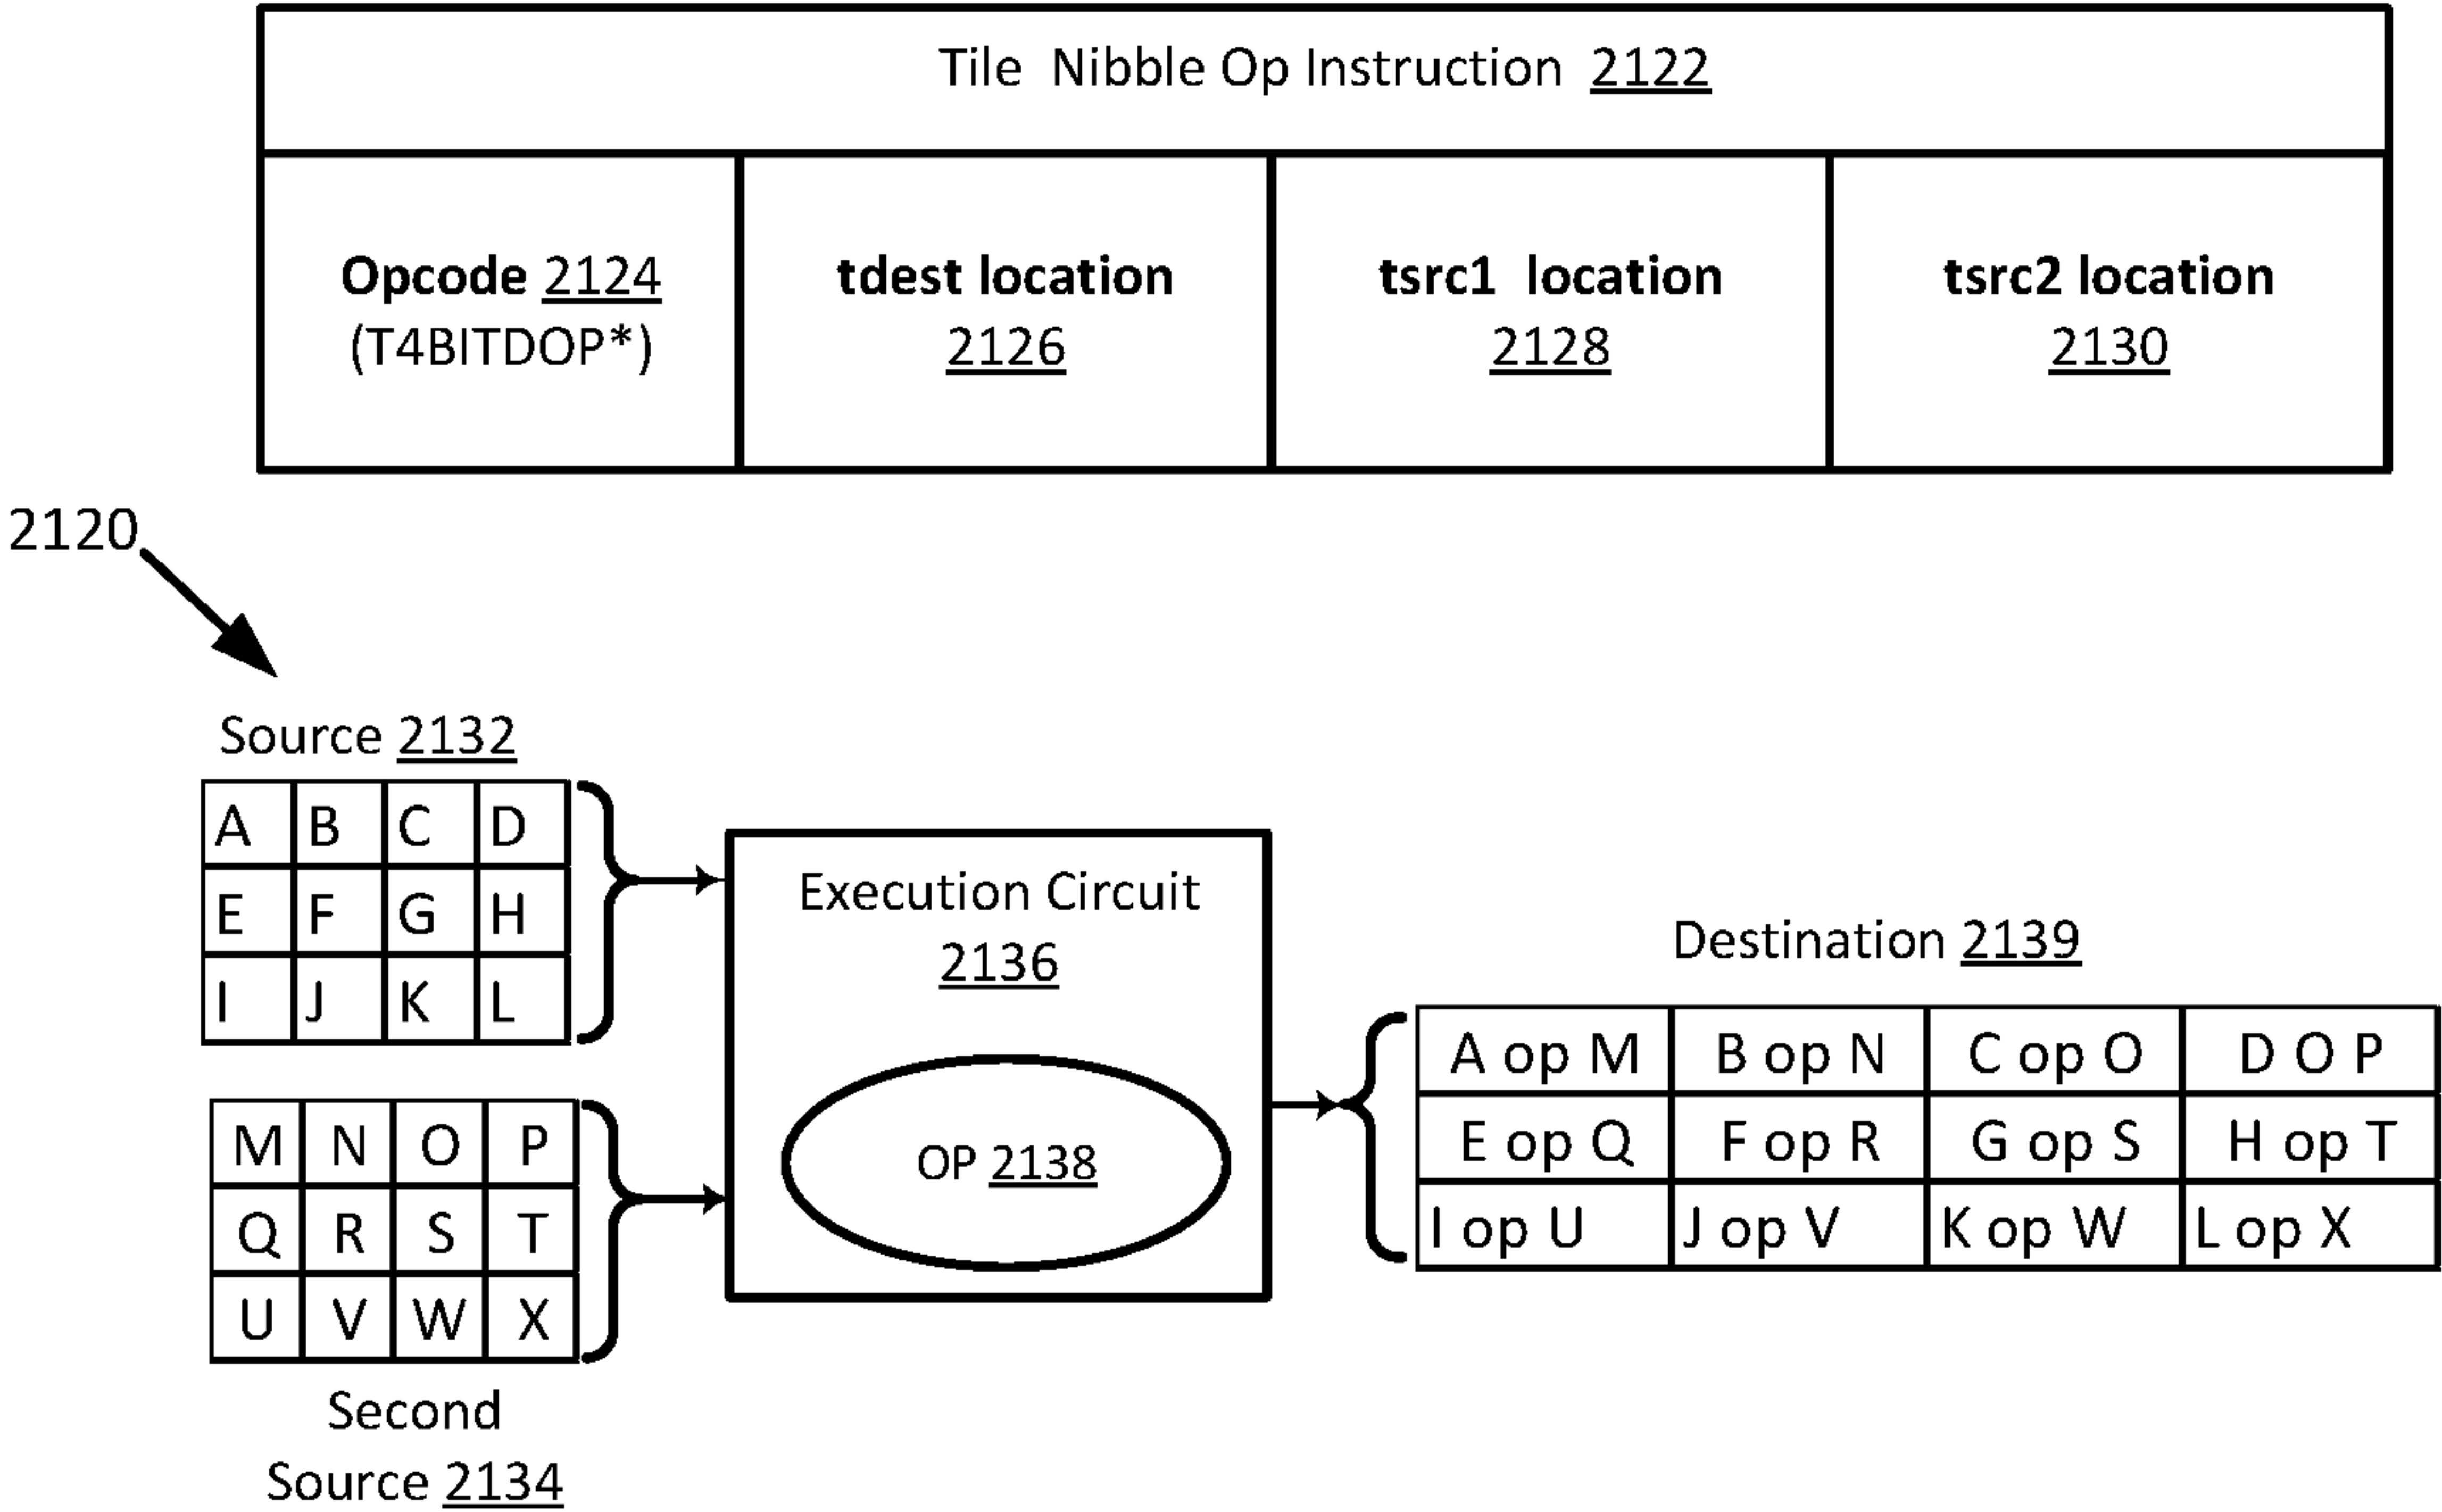 Tile Nibble Op Instruction 2122
Opcode 2124 tdest location tsrc1 location tsrc2 location
(T4BITDOP*) 2126 2128 2130
2120
Source 2132
A B C D
E F G H
I J K L
M N O P
Q R S T
U V W X
Second
Source 2134
Execution Circuit
2136
OP 2138
Destination 2139
A op M B op N C op O D O P
E op Q F op R G op S H op T
I op U J op V K op W L op X